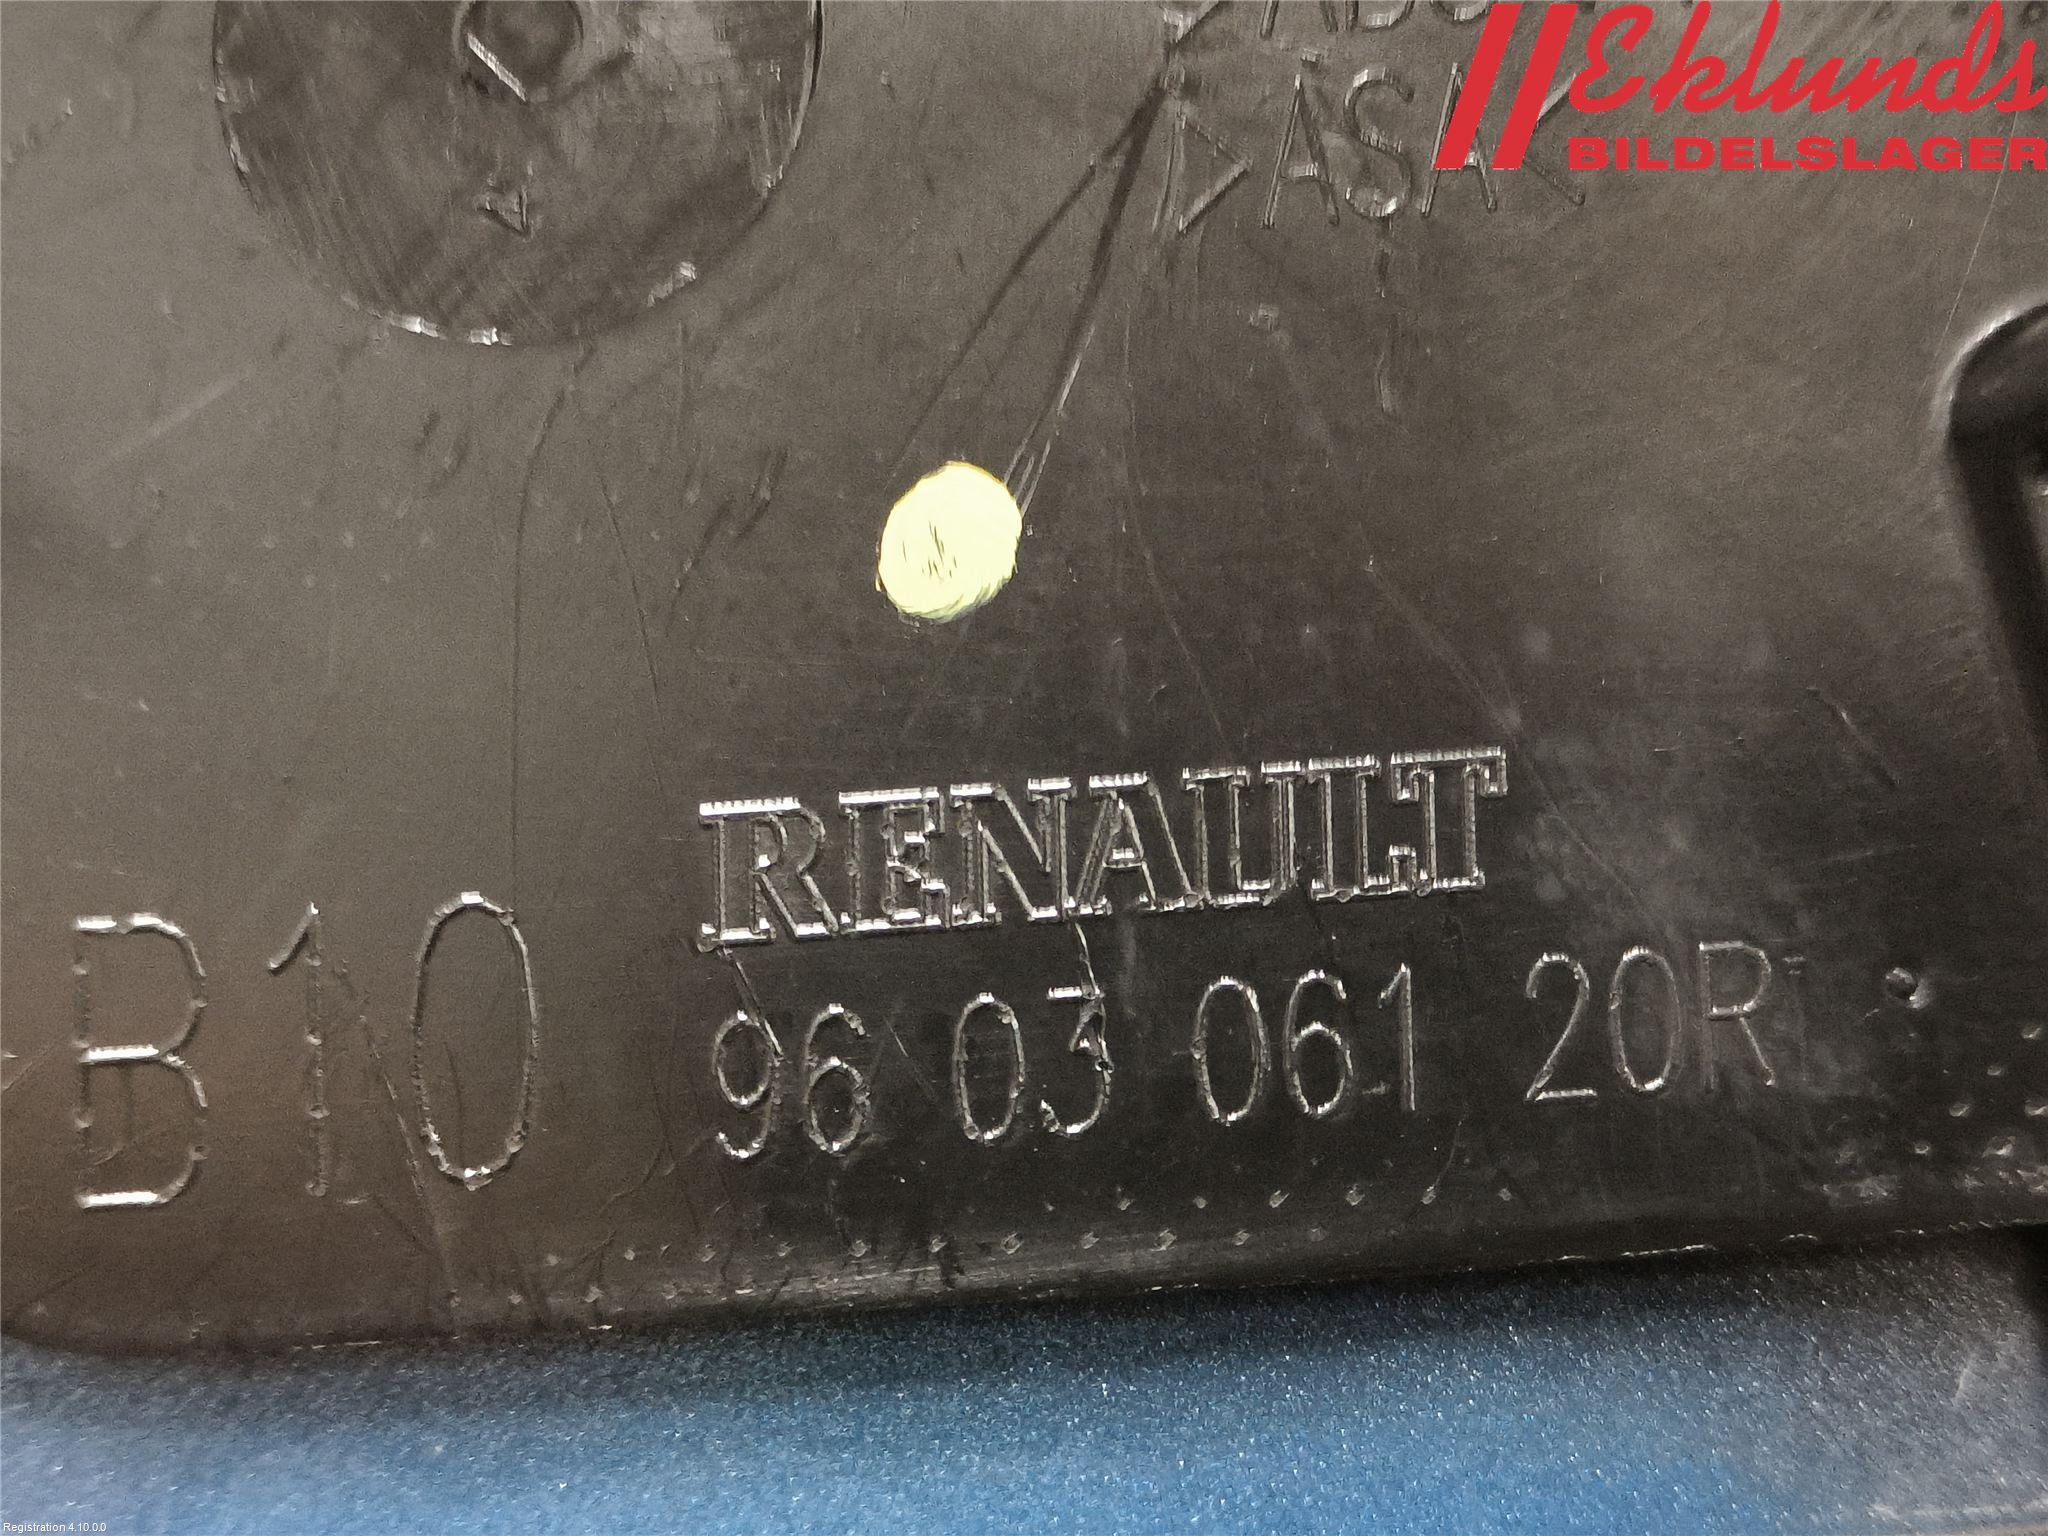 Eklunds
BILDELSLAGER
RENAULT
B10
96 03 061 20R
Registration 4.10.0.0